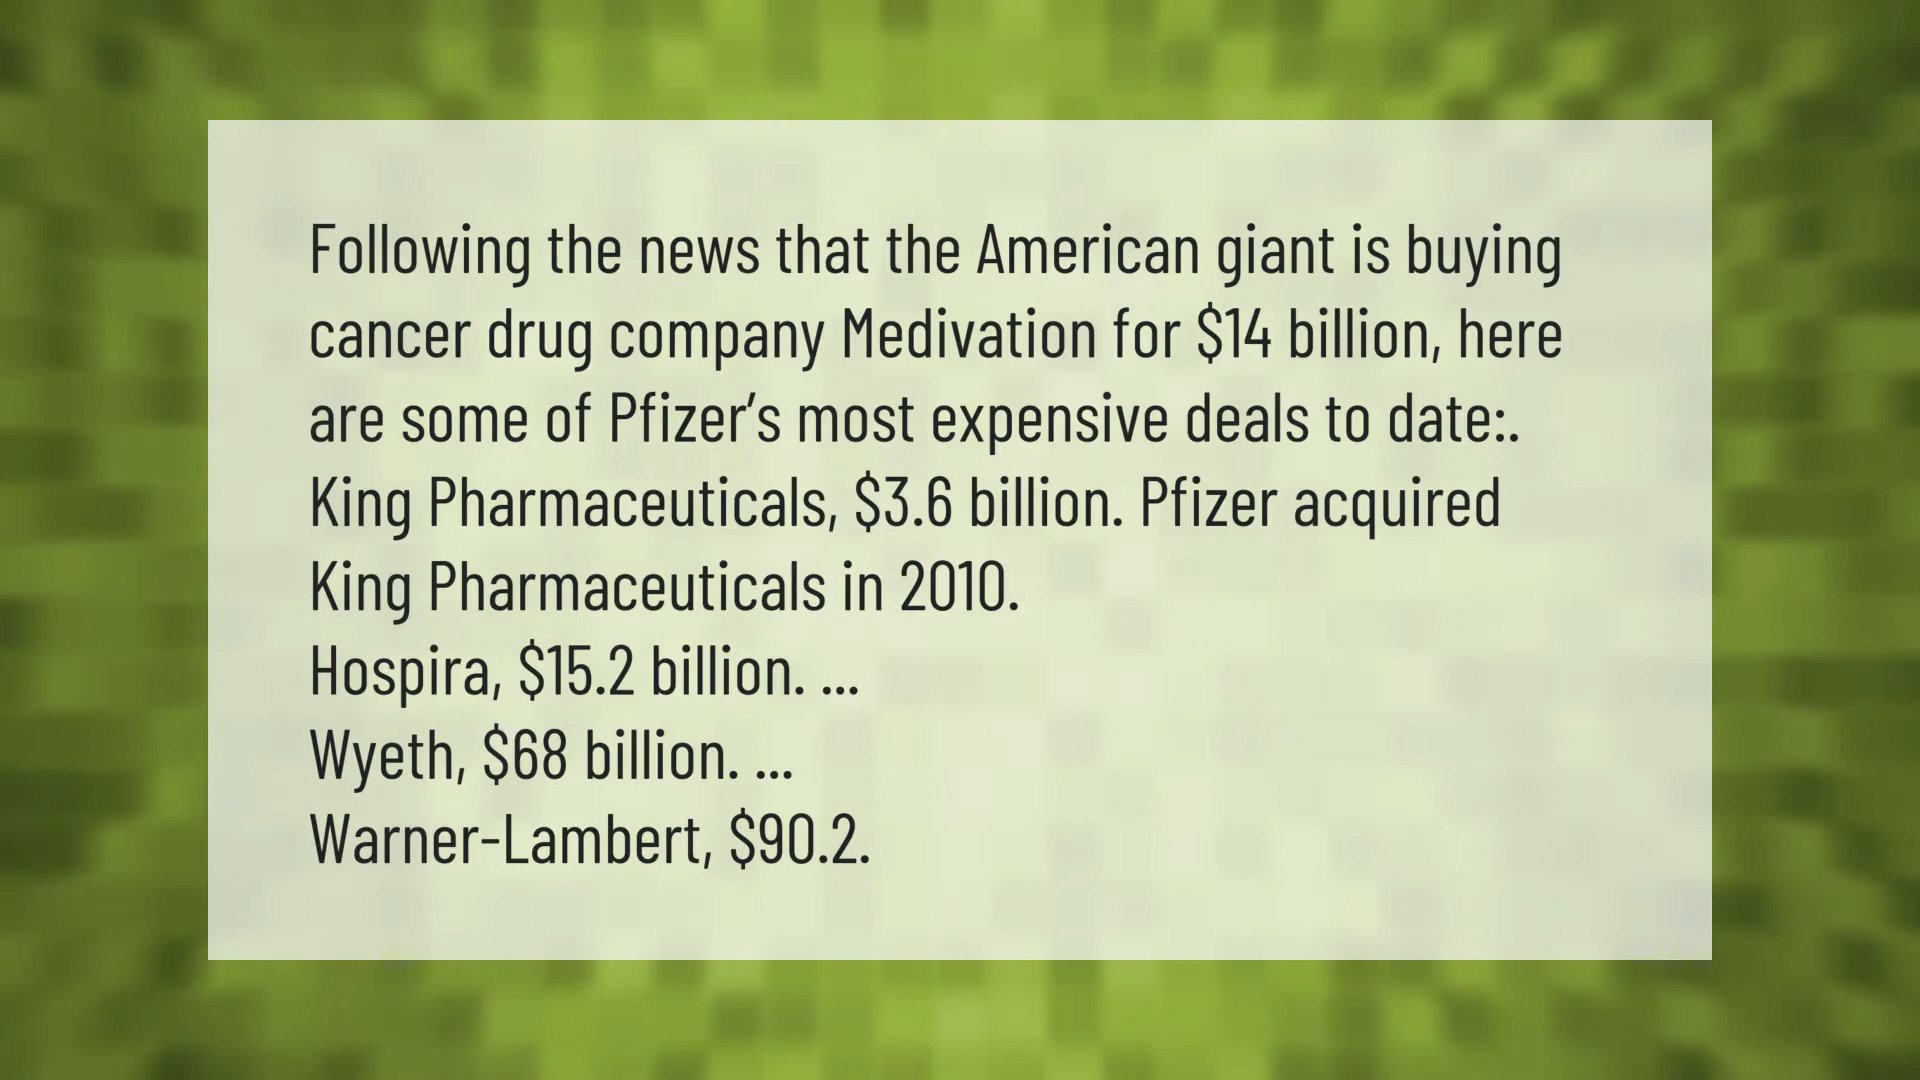 Following the news that the American giant is buying
cancer drug company Medivation for $14 billion, here
are some of Pfizer’s most expensive deals to date:.
King Pharmaceuticals, $3.6 billion. Pfizer acquired
King Pharmaceuticals in 2010.
Hospira, $15.2 billion. ...
Wyeth, $68 billion. ...
Warner-Lambert, $90.2.